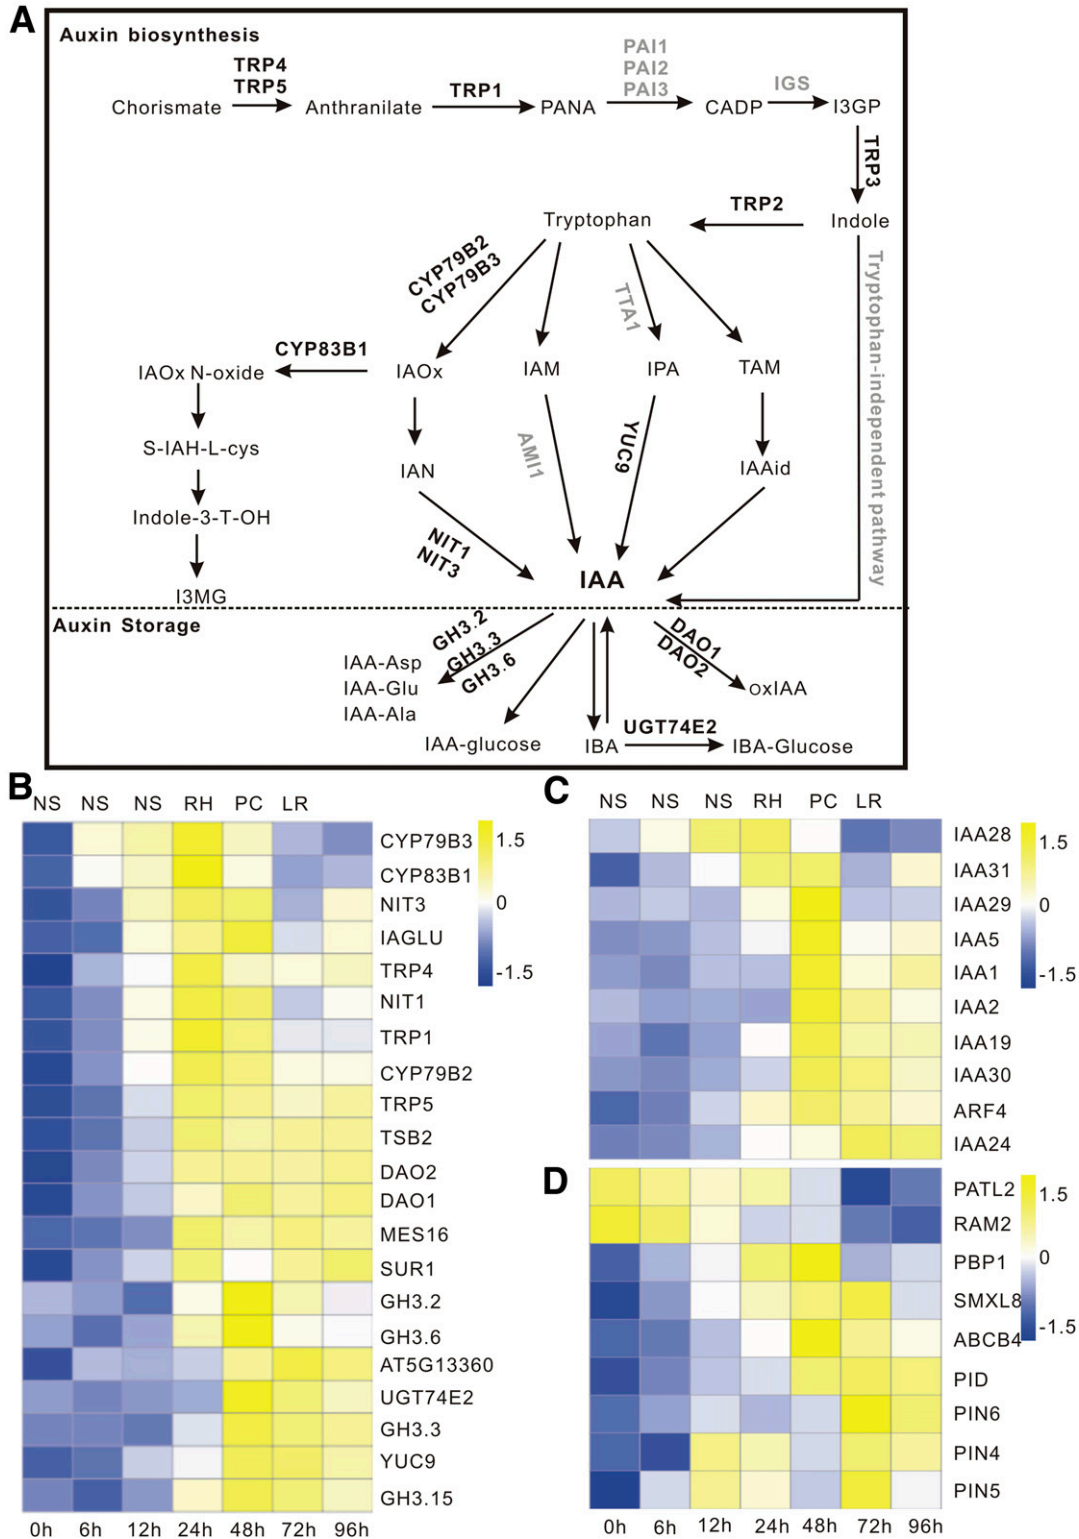 A
Auxin biosynthesis
TRP4
TRP5
TRP1
PAI1
PAI2
PAI3
IGS
Chorismate
Anthranilate
PANA
CADP
I3GP
TRP3
Tryptophan
TRP2
Indole
CYP79B2
CYP79B3
TTA1
Tryptophan-independent pathway
CYP83B1
IAOx N-oxide
IAOx
IAM
IPA
TAM
S-IAH-L-cys
IAN
AMI1
YUC9
IAAid
Indole-3-T-OH
NIT1
NIT3
IAA
I3MG
Auxin Storage
GH3.2
GH3.3
GH3.6
DAO1
DAO2
IAA-Asp
IAA-Glu
IAA-Ala
OxIAA
IAA-glucose
IBA
UGT74E2
IBA-Glucose
B
NS NS NS RH PC LR
CYP79B3
CYP83B1
NIT3
IAGLU
TRP4
NIT1
TRP1
CYP79B2
TRP5
TSB2
DAO2
DAO1
MES16
SUR1
GH3.2
GH3.6
AT5G13360
UGT74E2
GH3.3
YUC9
GH3.15
1.5
0
-1.5
0h 6h 12h 24h 48h 72h 96h
C
NS NS NS RH PC LR
IAA28
IAA31
IAA29
IAA5
IAA1
IAA2
IAA19
IAA30
ARF4
IAA24
1.5
0
-1.5
D
PATL2
RAM2
PBP1
SMXL8
ABCB4
PID
PIN6
PIN4
PIN5
1.5
0
-1.5
0h 6h 12h 24h 48h 72h 96h